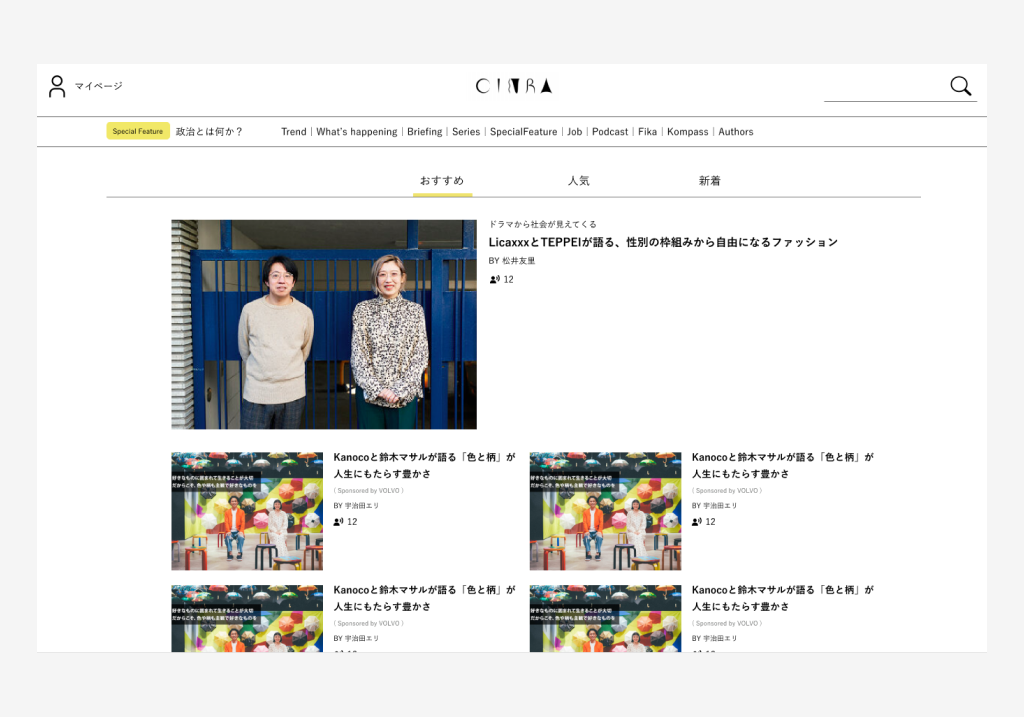 マイページ
CINRA
Special Feature 政治とは何か？ Trend | What's happening | Briefing | Series | SpecialFeature | Job | Podcast | Fika | Kompass | Authors
おすすめ 人気 新着
ドラマから社会が見えてくる
LicaxxxとTEPPEIが語る、性別の枠組みから自由になるファッション
BY 松井友里
12
好きなものに囲まれて生きることが大切
だからこそ、色や柄も主観で好きなものを
Kanocoと鈴木マサルが語る「色と柄」が
人生にもたらす豊かさ
( Sponsored by VOLVO )
BY 宇治田エリ
12
好きなものに囲まれて生きることが大切
だからこそ、色や柄も主観で好きなものを
Kanocoと鈴木マサルが語る「色と柄」が
人生にもたらす豊かさ
( Sponsored by VOLVO )
BY 宇治田エリ
12
好きなものに囲まれて生きることが大切
だからこそ、色や柄も主観で好きなものを
Kanocoと鈴木マサルが語る「色と柄」が
人生にもたらす豊かさ
( Sponsored by VOLVO )
BY 宇治田エリ
好きなものに囲まれて生きることが大切
だからこそ、色や柄も主観で好きなものを
Kanocoと鈴木マサルが語る「色と柄」が
人生にもたらす豊かさ
( Sponsored by VOLVO )
BY 宇治田エリ